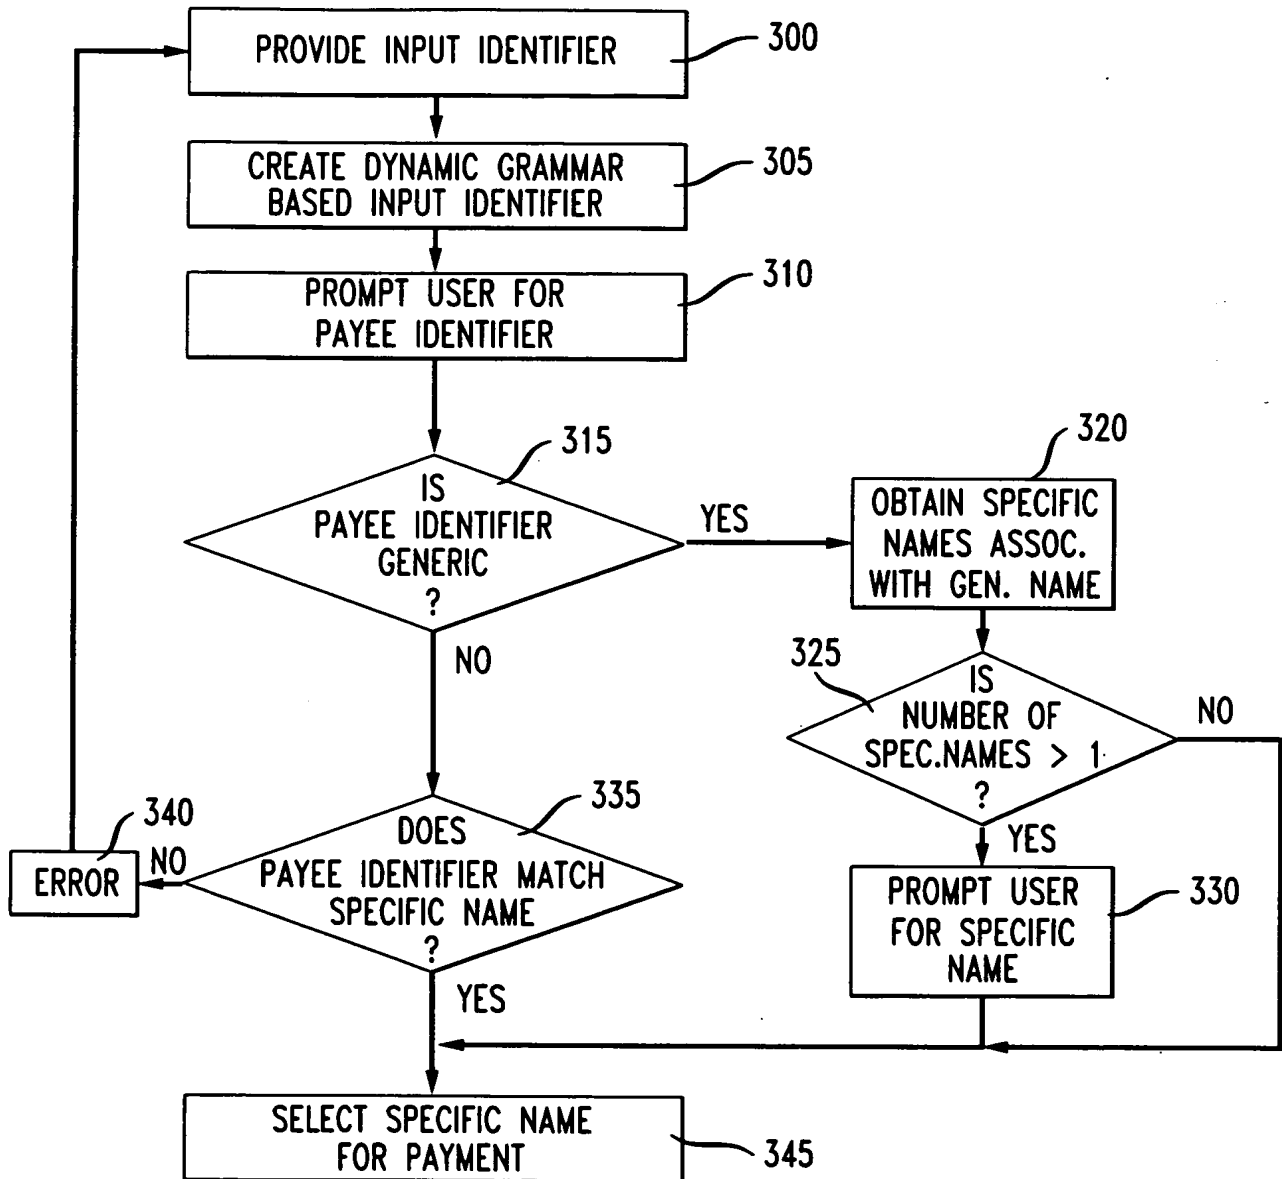 PROVIDE INPUT IDENTIFIER
300
CREATE DYNAMIC GRAMMAR
BASED INPUT IDENTIFIER
305
PROMPT USER FOR
PAYEE IDENTIFIER
310
IS
PAYEE IDENTIFIER
GENERIC
?
315
YES
NO
OBTAIN SPECIFIC
NAMES ASSOC.
WITH GEN. NAME
320
IS
NUMBER OF
SPEC.NAMES > 1
?
325
NO
YES
PROMPT USER
FOR SPECIFIC
NAME
330
DOES
PAYEE IDENTIFIER MATCH
SPECIFIC NAME
?
335
NO
YES
ERROR
340
SELECT SPECIFIC NAME
FOR PAYMENT
345